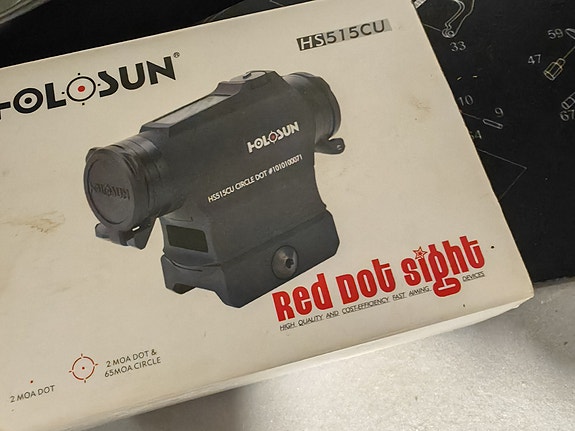 HOLOSUN®
HS515CU
HOLOSUN
HOLOSUN
HS515CU CIRCLE DOT #1010100071
Red Dot Sight
HIGH QUALITY AND COST-EFFICIENCY FAST AIMING DEVICES
2 MOA DOT
2 MOA DOT &
65MOA CIRCLE
33
59
47
10
9
67